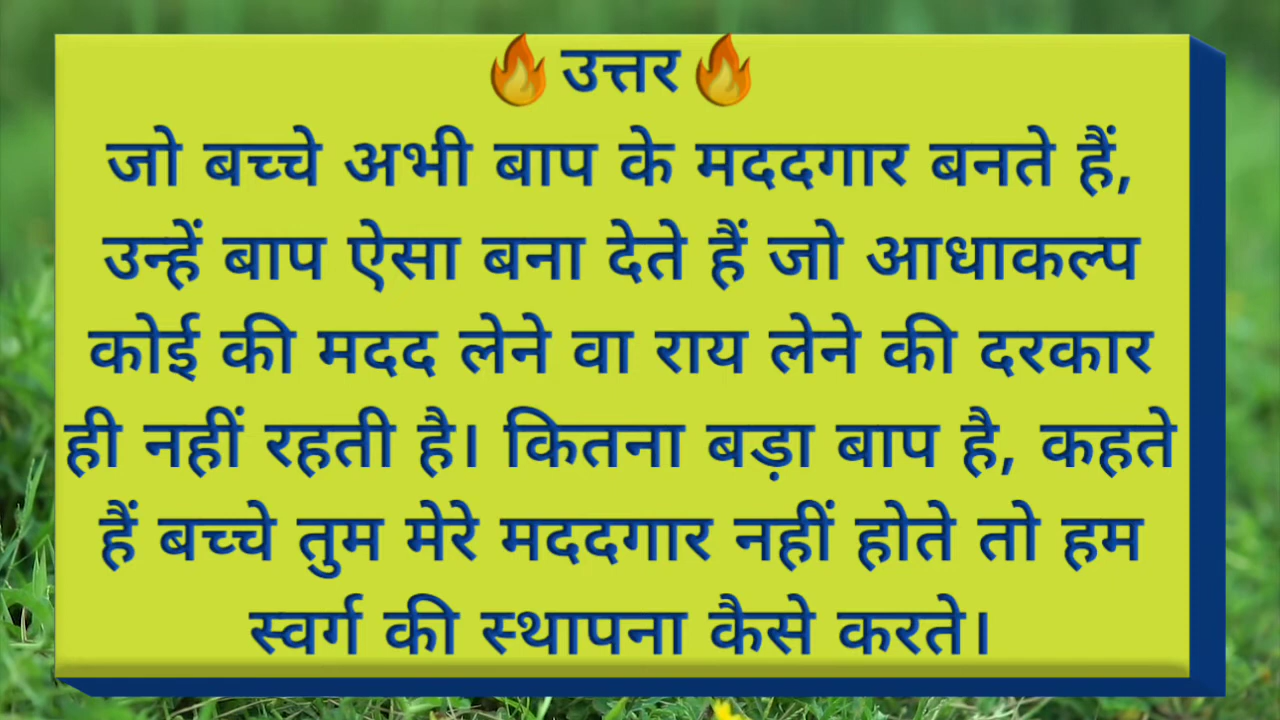 🔥उत्तर🔥
जो बच्चे अभी बाप के मददगार बनते हैं,
उन्हें बाप ऐसा बना देते हैं जो आधाकल्प
कोई की मदद लेने वा राय लेने की दरकार
ही नहीं रहती है। कितना बड़ा बाप है, कहते
हैं बच्चे तुम मेरे मददगार नहीं होते तो हम
स्वर्ग की स्थापना कैसे करते।